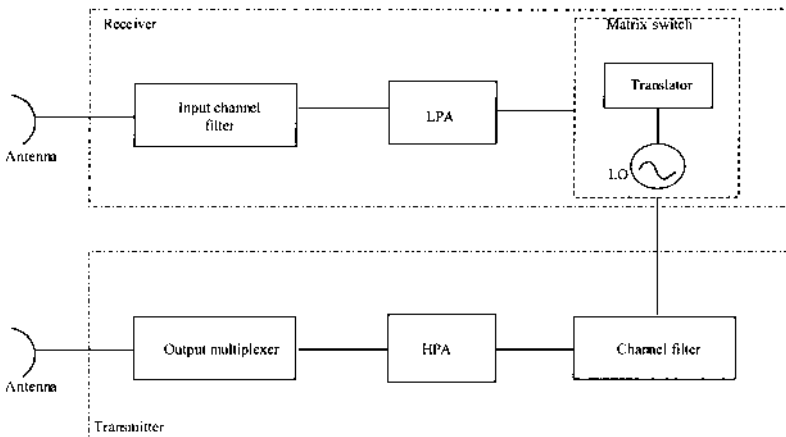 Receiver
Matrix switch
Translator
Input channel
filter
LPA
Antenna
LO
Output multiplexer
HPA
Channel filter
Antenna
Transmitter